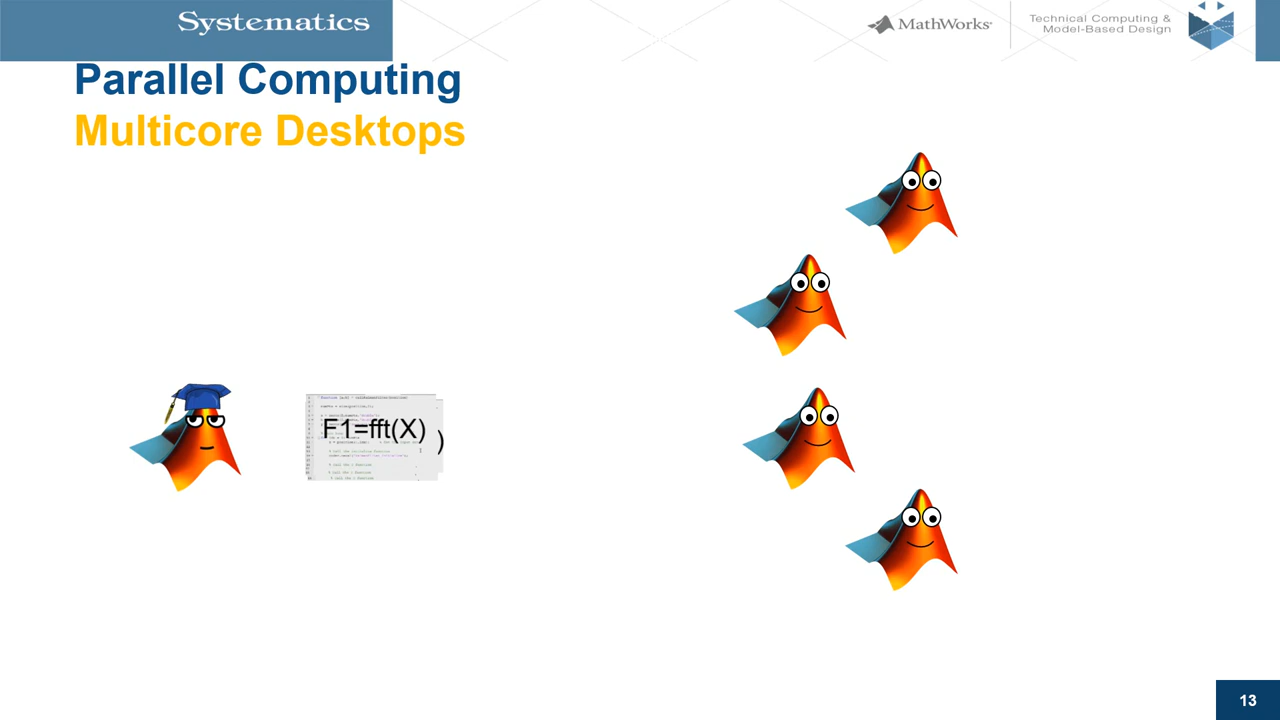 Systematics
MathWorks
Technical Computing &
Model-Based Design
Parallel Computing
Multicore Desktops
F1=fft(X)
)
13